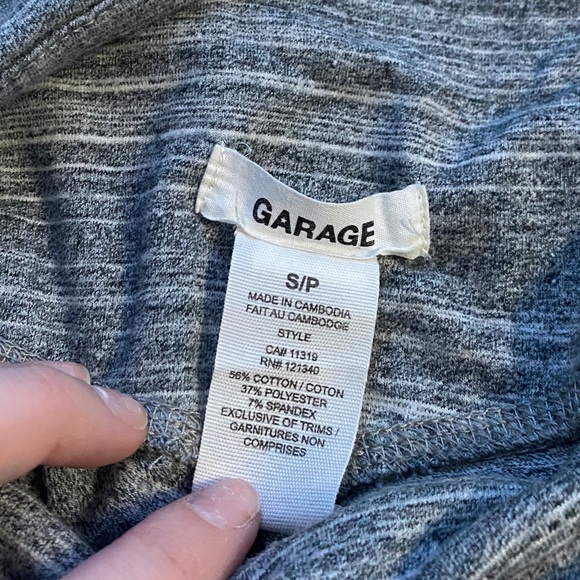 GARAGE
S/P
MADE IN CAMBODIA
FAIT AU CAMBODGE
STYLE
CA# 11319
RN# 121340
56% COTTON / COTON
37% POLYESTER
7% SPANDEX
EXCLUSIVE OF TRIMS /
GARNITURES NON
COMPRISES